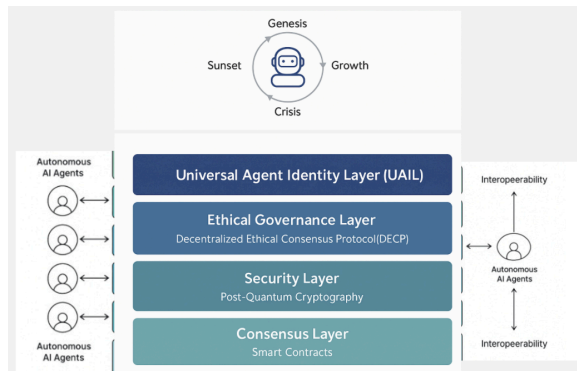 Genesis
Sunset
Growth
Crisis
Autonomous
AI Agents
Universal Agent Identity Layer (UAIL)
Ethical Governance Layer
Decentralized Ethical Consensus Protocol(DECP)
Security Layer
Post-Quantum Cryptography
Consensus Layer
Smart Contracts
Autonomous
AI Agents
Interopeerability
Autonomous
AI Agents
Interopeerability